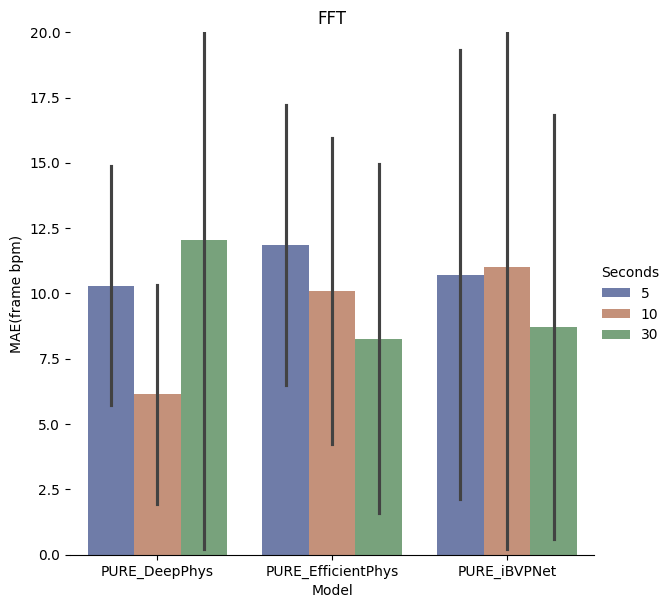 FFT
20.0
17.5
15.0
12.5
10.0
7.5
5.0
2.5
0.0
MAE(frame bpm)
PURE_DeepPhys
PURE_EfficientPhys
PURE_iBVPNet
Model
Seconds
5
10
30